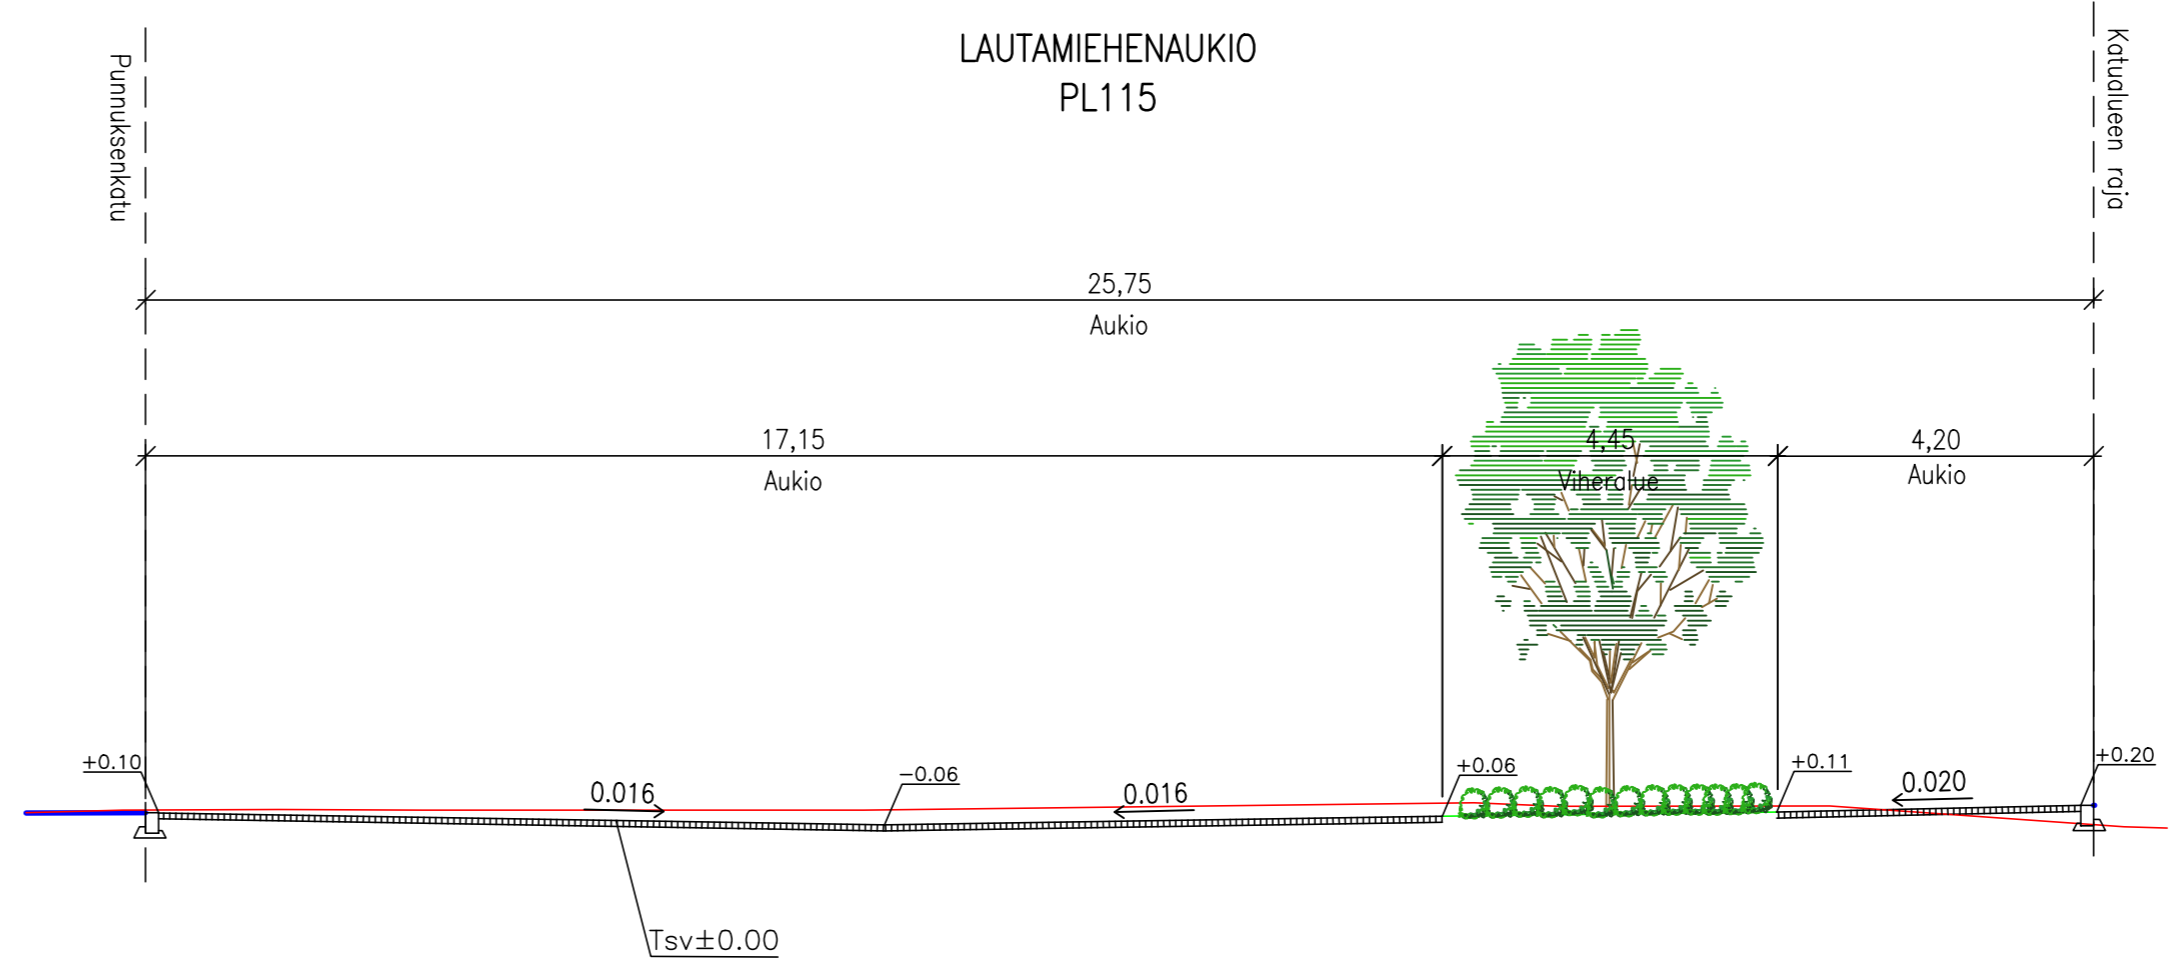 LAUTAMIEHENAUKIO
PL115
Punnuksenkatu
Katualueen raja
25,75
Aukio
17,15
Aukio
4,45
Viheralue
4,20
Aukio
+0.10
0.016
-0.06
0.016
+0.06
+0.11
0.020
+0.20
Tsv±0.00